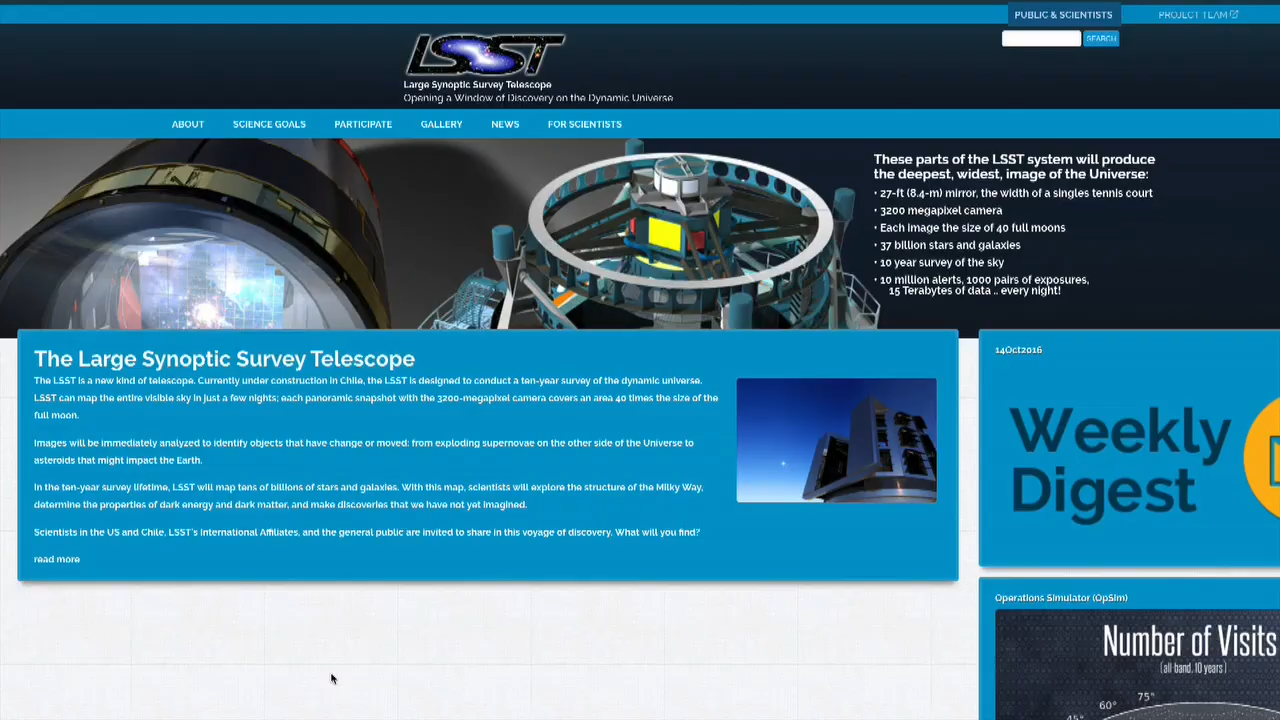 PUBLIC & SCIENTISTS
PROJECT TEAM
SEARCH
LSST
Large Synoptic Survey Telescope
Opening a Window of Discovery on the Dynamic Universe
ABOUT
SCIENCE GOALS
PARTICIPATE
GALLERY
NEWS
FOR SCIENTISTS
These parts of the LSST system will produce
the deepest, widest, image of the Universe:
• 27-ft (8.4-m) mirror, the width of a singles tennis court
• 3200 megapixel camera
• Each image the size of 40 full moons
• 37 billion stars and galaxies
• 10 year survey of the sky
• 10 million alerts, 1000 pairs of exposures,
15 Terabytes of data .. every night!
The Large Synoptic Survey Telescope
The LSST is a new kind of telescope. Currently under construction in Chile, the LSST is designed to conduct a ten-year survey of the dynamic universe.
LSST can map the entire visible sky in just a few nights; each panoramic snapshot with the 3200-megapixel camera covers an area 40 times the size of the
full moon.
Images will be immediately analyzed to identify objects that have change or moved: from exploding supernovae on the other side of the Universe to
asteroids that might impact the Earth.
In the ten-year survey lifetime, LSST will map tens of billions of stars and galaxies. With this map, scientists will explore the structure of the Milky Way,
determine the properties of dark energy and dark matter, and make discoveries that we have not yet imagined.
Scientists in the US and Chile, LSST's International Affiliates, and the general public are invited to share in this voyage of discovery. What will you find?
read more
14Oct2016
Weekly
Digest
Operations Simulator (OpSim)
Number of Visits
(all band, 10 years)
75°
60°
45°